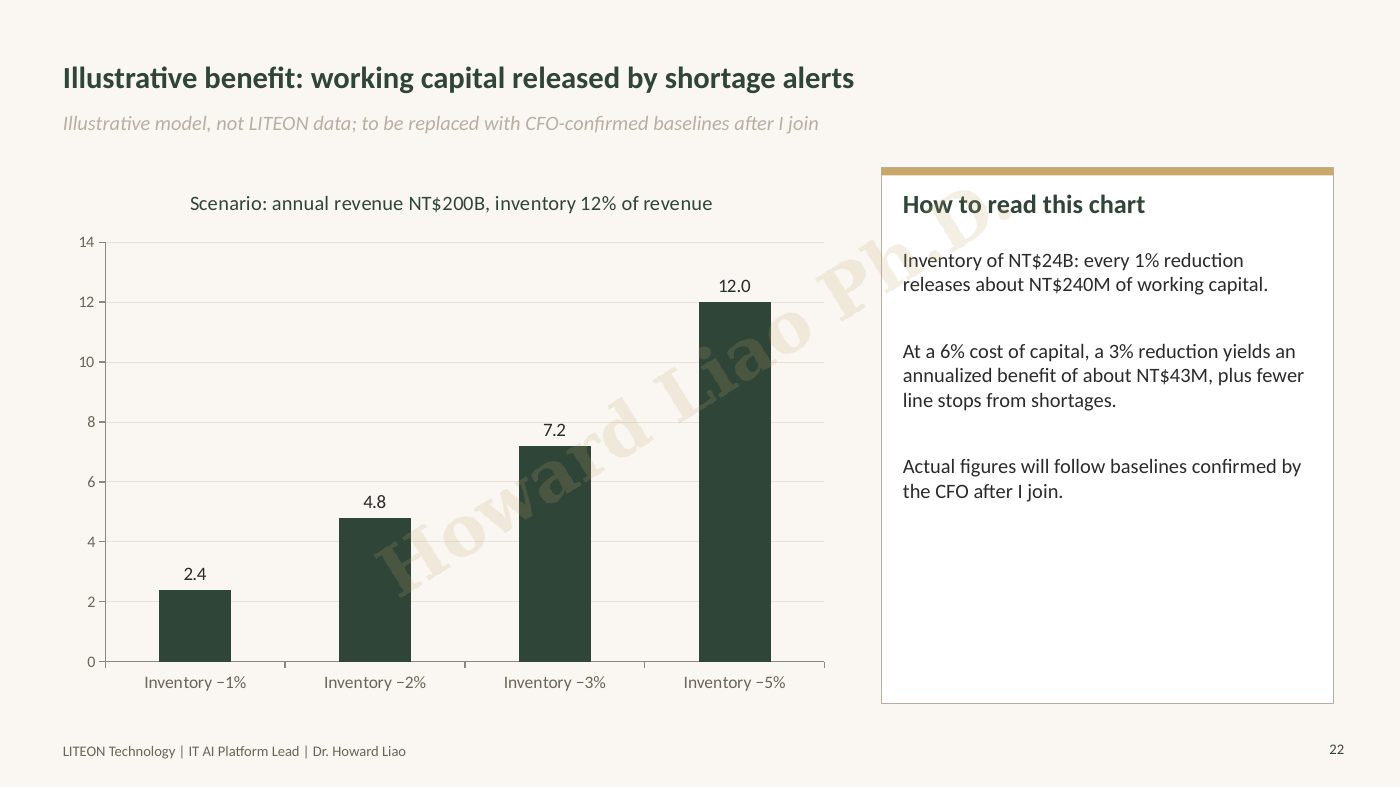 Illustrative benefit: working capital released by shortage alerts
Illustrative model, not LITEON data; to be replaced with CFO-confirmed baselines after I join
Scenario: annual revenue NT$200B, inventory 12% of revenue
14
12
10
8
6
4
2
0
2.4
4.8
7.2
12.0
Inventory −1%
Inventory −2%
Inventory −3%
Inventory −5%
How to read this chart
Inventory of NT$24B: every 1% reduction
releases about NT$240M of working capital.
At a 6% cost of capital, a 3% reduction yields an
annualized benefit of about NT$43M, plus fewer
line stops from shortages.
Actual figures will follow baselines confirmed by
the CFO after I join.
Howard Liao Ph.D.
LITEON Technology | IT AI Platform Lead | Dr. Howard Liao
22